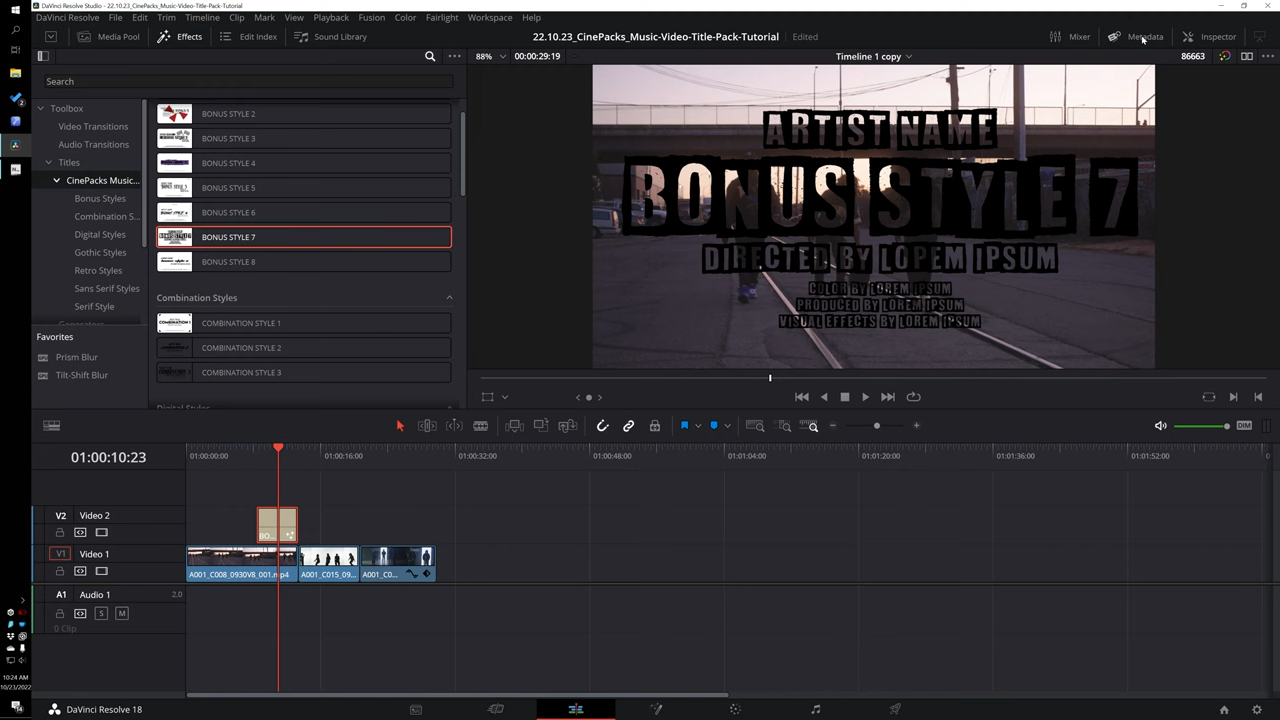 DaVinci Resolve Studio - 22.10.23_CinePacks_Music-Video-Title-Pack-Tutorial
DaVinci Resolve File Edit Trim Timeline Clip Mark View Playback Fusion Color Fairlight Workspace Help
Media Pool Effects Edit Index Sound Library 22.10.23_CinePacks_Music-Video-Title-Pack-Tutorial Edited Mixer Metadata Inspector
88% 00:00:29:19 Timeline 1 copy 86663
Search
Toolbox
Video Transitions
Audio Transitions
Titles
CinePacks Music...
Bonus Styles
Combination S...
Digital Styles
Gothic Styles
Retro Styles
Sans Serif Styles
Serif Style
Favorites
Prism Blur
Tilt-Shift Blur
BONUS STYLE 2
BONUS STYLE 3
BONUS STYLE 4
BONUS STYLE 5
BONUS STYLE 6
BONUS STYLE 7
BONUS STYLE 8
Combination Styles
COMBINATION STYLE 1
COMBINATION STYLE 2
COMBINATION STYLE 3
Digital Styles
ARTIST NAME
BONUS STYLE 7
DIRECTED BY LOPEM IPSUM
COLOR BY LOREM IPSUM
PRODUCED BY LOREM IPSUM
VISUAL EFFECTS BY LOREM IPSUM
DIM
01:00:10:23
01:00:00:00 01:00:16:00 01:00:32:00 01:00:48:00 01:01:04:00 01:01:20:00 01:01:36:00 01:01:52:00
V2 Video 2
BO...
V1 Video 1
A001_C008_0930V8_001.mp4 A001_C015_09... A001_C0...
A1 Audio 1 2.0
S M
0 Clip
10:24 AM
10/23/2022
DaVinci Resolve 18